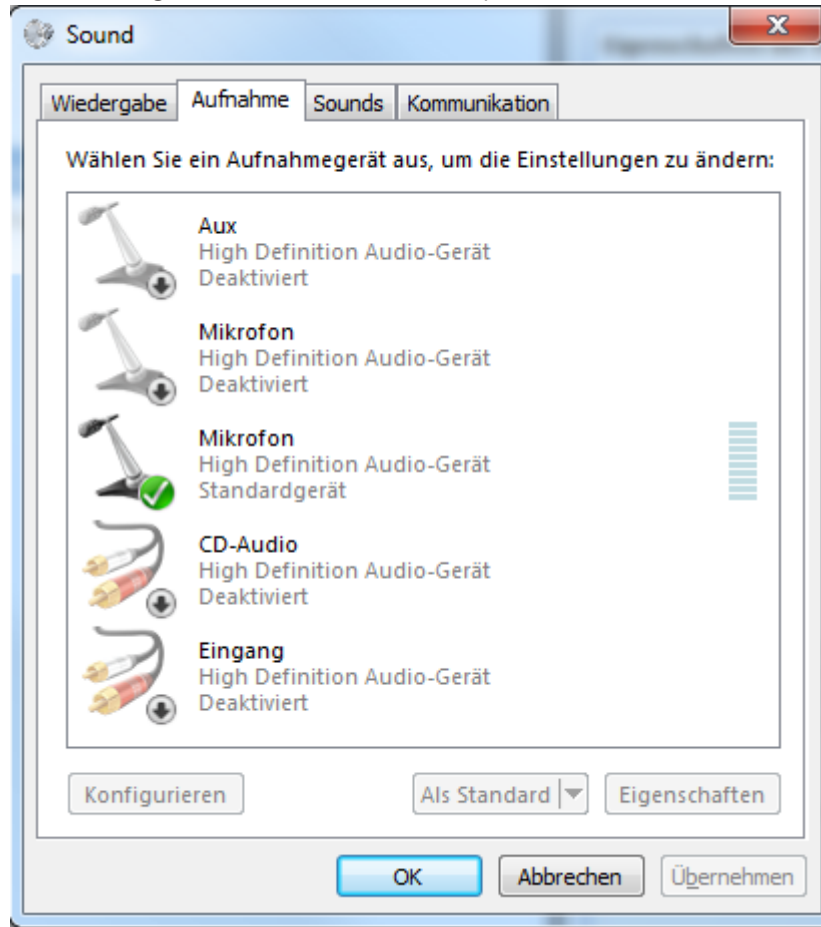 Sound
Wiedergabe Aufnahme Sounds Kommunikation
Wählen Sie ein Aufnahmegerät aus, um die Einstellungen zu ändern:
Aux
High Definition Audio-Gerät
Deaktiviert
Mikrofon
High Definition Audio-Gerät
Deaktiviert
Mikrofon
High Definition Audio-Gerät
Standardgerät
CD-Audio
High Definition Audio-Gerät
Deaktiviert
Eingang
High Definition Audio-Gerät
Deaktiviert
Konfigurieren Als Standard Eigenschaften
OK Abbrechen Übernehmen